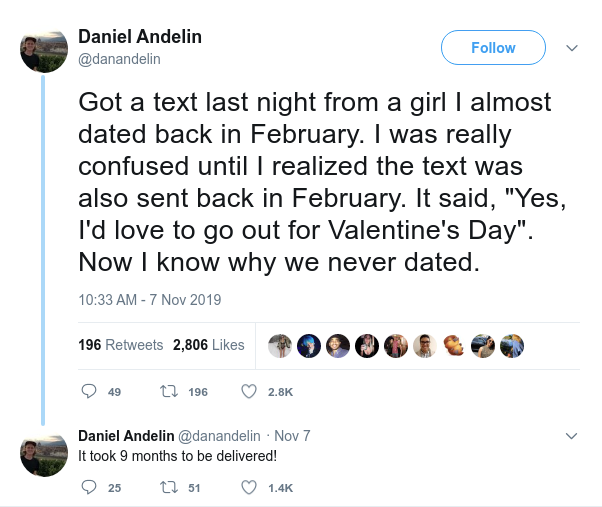 Daniel Andelin
@danandelin
Follow
Got a text last night from a girl I almost
dated back in February. I was really
confused until I realized the text was
also sent back in February. It said, "Yes,
I'd love to go out for Valentine's Day".
Now I know why we never dated.
10:33 AM - 7 Nov 2019
196 Retweets 2,806 Likes
49 196 2.8K
Daniel Andelin @danandelin · Nov 7
It took 9 months to be delivered!
25 51 1.4K